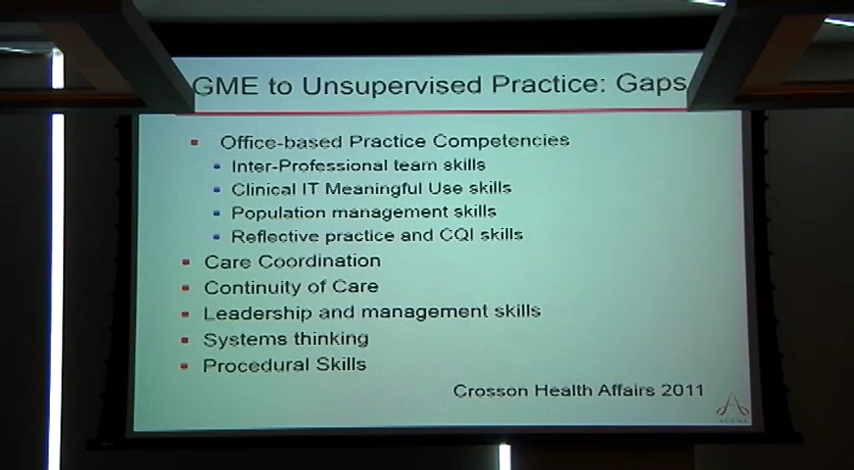 GME to Unsupervised Practice: Gaps
Office-based Practice Competencies
Inter-Professional team skills
Clinical IT Meaningful Use skills
Population management skills
Reflective practice and CQI skills
Care Coordination
Continuity of Care
Leadership and management skills
Systems thinking
Procedural Skills
Crosson Health Affairs 2011